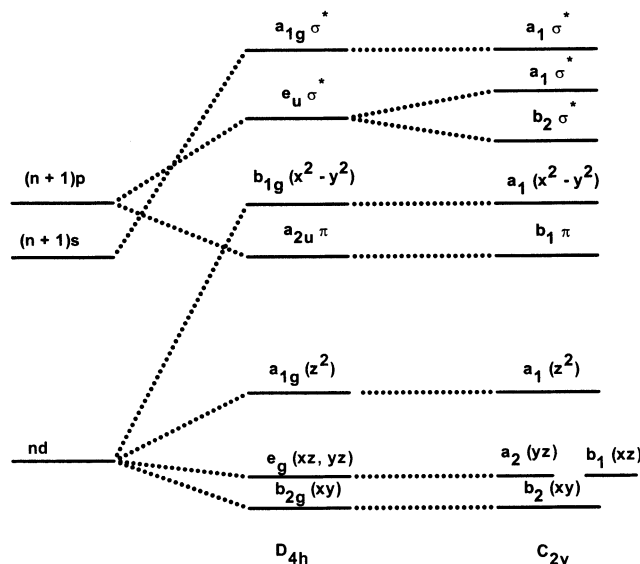 a₁g σ* a₁ σ*
a₁ σ*
eᵤ σ*
b₂ σ*
(n + 1)p b₁g (x² - y²) a₁ (x² - y²)
(n + 1)s a₂ᵤ π b₁ π
a₁g (z²) a₁ (z²)
nd eg (xz, yz) a₂ (yz) b₁ (xz)
b₂g (xy) b₂ (xy)
D₄h C₂v